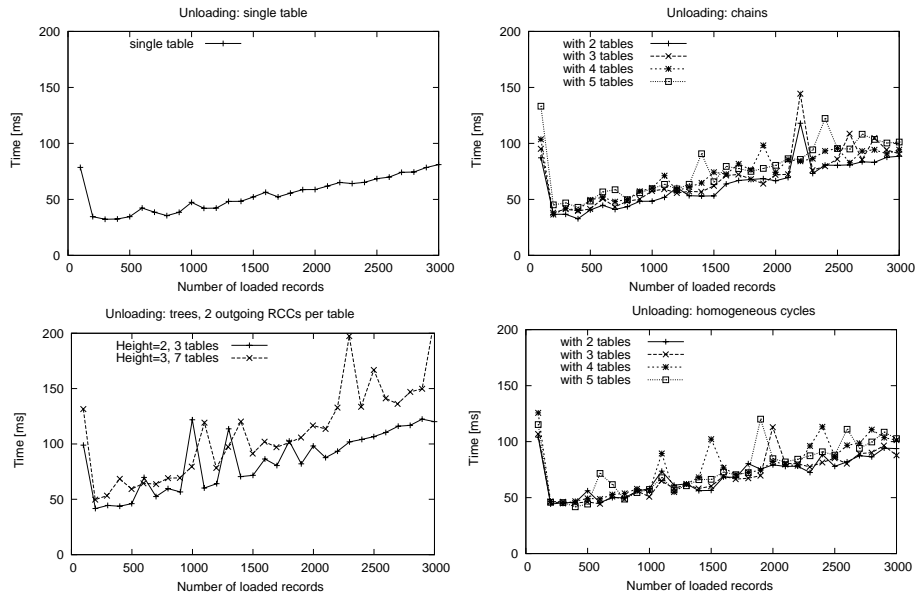 Unloading: single table
200
150
100
50
0
Time [ms]
single table
0 500 1000 1500 2000 2500 3000
Number of loaded records
Unloading: chains
200
150
100
50
0
Time [ms]
with 2 tables
with 3 tables
with 4 tables
with 5 tables
0 500 1000 1500 2000 2500 3000
Number of loaded records
Unloading: trees, 2 outgoing RCCs per table
200
150
100
50
0
Time [ms]
Height=2, 3 tables
Height=3, 7 tables
0 500 1000 1500 2000 2500 3000
Number of loaded records
Unloading: homogeneous cycles
200
150
100
50
0
Time [ms]
with 2 tables
with 3 tables
with 4 tables
with 5 tables
0 500 1000 1500 2000 2500 3000
Number of loaded records